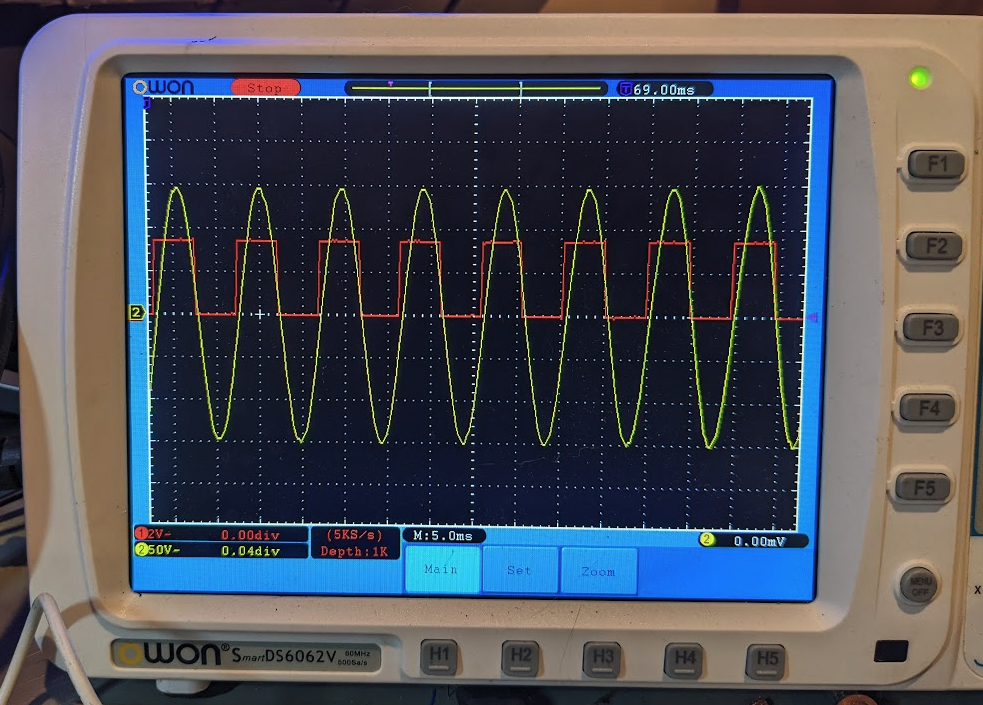 OWON Stop T 69.00ms
2
1 2V~ 0.00div
2 50V~ 0.04div
(5KS/s)
Depth:1K
M:5.0ms
2 0.00mV
Main Set Zoom
F1
F2
F3
F4
F5
MENU
OFF
X
OWON® SmartDS6062V
60MHz
500Sa/s
H1 H2 H3 H4 H5